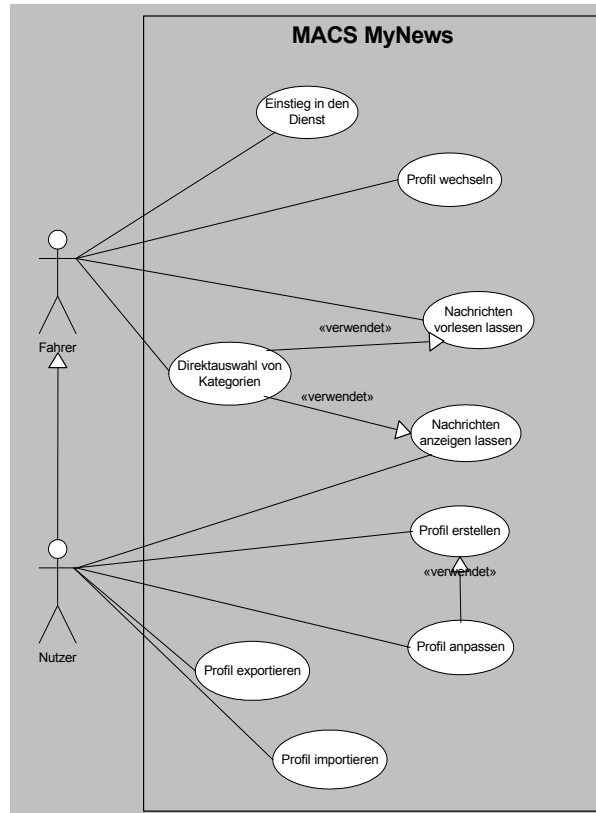 MACS MyNews
Einstieg in den
Dienst
Profil wechseln
Nachrichten
vorlesen lassen
«verwendet»
Fahrer
Direktauswahl von
Kategorien
«verwendet»
Nachrichten
anzeigen lassen
Profil erstellen
«verwendet»
Profil anpassen
Nutzer
Profil exportieren
Profil importieren